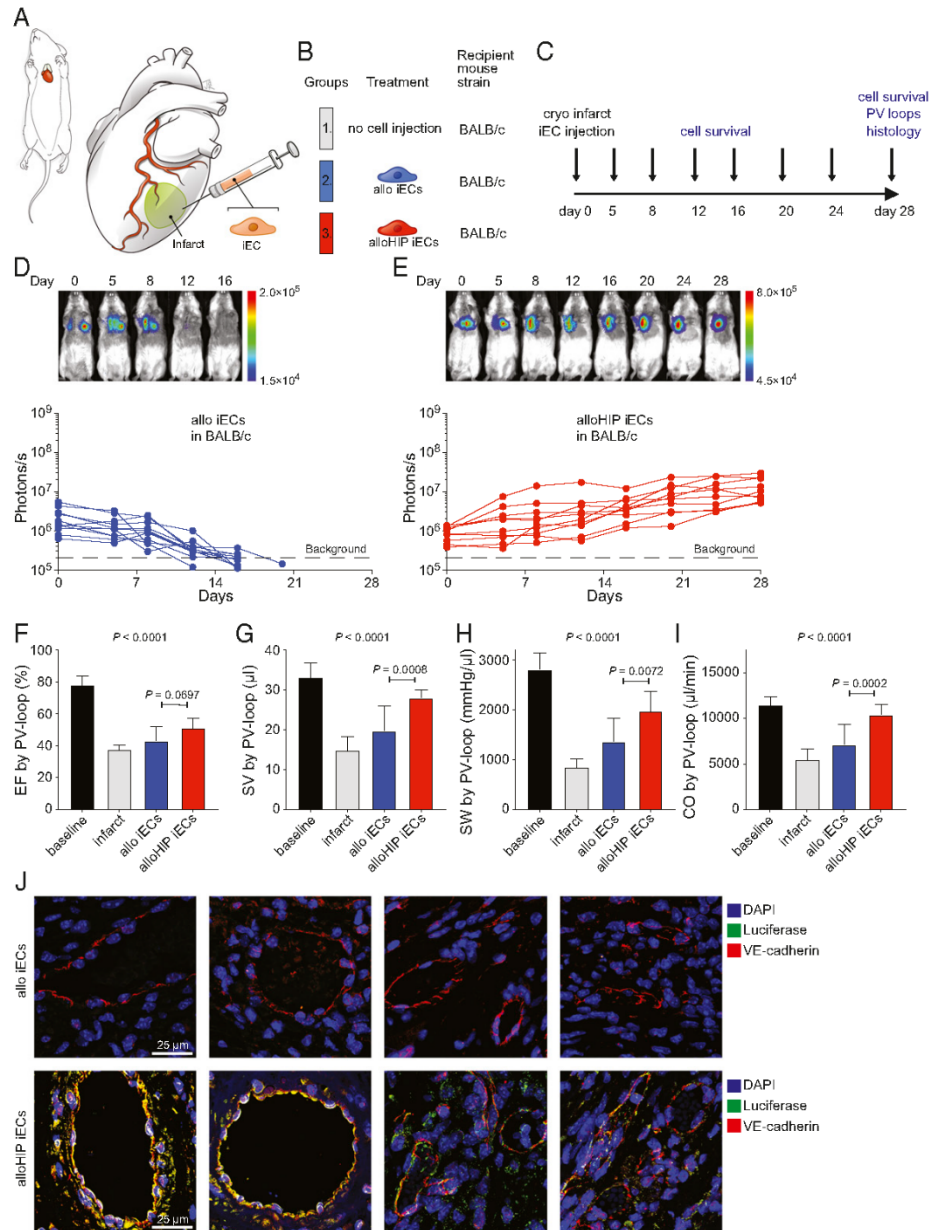 A
Infarct
iEC
B
Groups
Treatment
Recipient
mouse
strain
1.
no cell injection
BALB/c
2.
allo iECs
BALB/c
3.
alloHIP iECs
BALB/c
C
cryo infarct
iEC injection
cell survival
cell survival
PV loops
histology
day 0
5
8
12
16
20
24
day 28
D
Day
0
5
8
12
16
2.0×10⁵
1.5×10⁴
allo iECs
in BALB/c
Photons/s
10⁹
10⁸
10⁷
10⁶
10⁵
Background
0
7
14
21
28
Days
E
Day
0
5
8
12
16
20
24
28
8.0×10⁵
4.5×10⁴
alloHIP iECs
in BALB/c
Photons/s
10⁹
10⁸
10⁷
10⁶
10⁵
Background
0
7
14
21
28
Days
F
P < 0.0001
P = 0.0697
EF by PV-loop (%)
100
80
60
40
20
0
baseline
infarct
allo iECs
alloHIP iECs
G
P < 0.0001
P = 0.0008
SV by PV-loop (µl)
40
30
20
10
0
baseline
infarct
allo iECs
alloHIP iECs
H
P < 0.0001
P = 0.0072
SW by PV-loop (mmHg/µl)
3000
2000
1000
0
baseline
infarct
allo iECs
alloHIP iECs
I
P < 0.0001
P = 0.0002
CO by PV-loop (µl/min)
15000
10000
5000
0
baseline
infarct
allo iECs
alloHIP iECs
J
allo iECs
25 µm
DAPI
Luciferase
VE-cadherin
alloHIP iECs
25 µm
DAPI
Luciferase
VE-cadherin